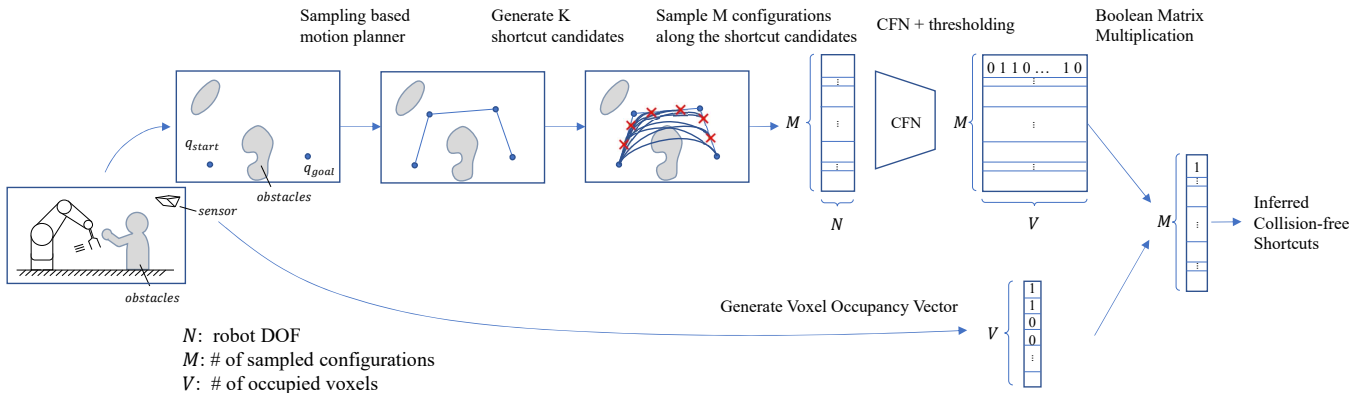 Sampling based
motion planner
Generate K
shortcut candidates
Sample M configurations
along the shortcut candidates
CFN + thresholding
Boolean Matrix
Multiplication
q_start
q_goal
obstacles
sensor
obstacles
M
⋮
⋮
⋮
N
CFN
M
0 1 1 0 … 1 0
⋮
⋮
⋮
V
M
1
⋮
⋮
⋮
Inferred
Collision-free
Shortcuts
Generate Voxel Occupancy Vector
V
1
1
0
0
⋮
N: robot DOF
M: # of sampled configurations
V: # of occupied voxels